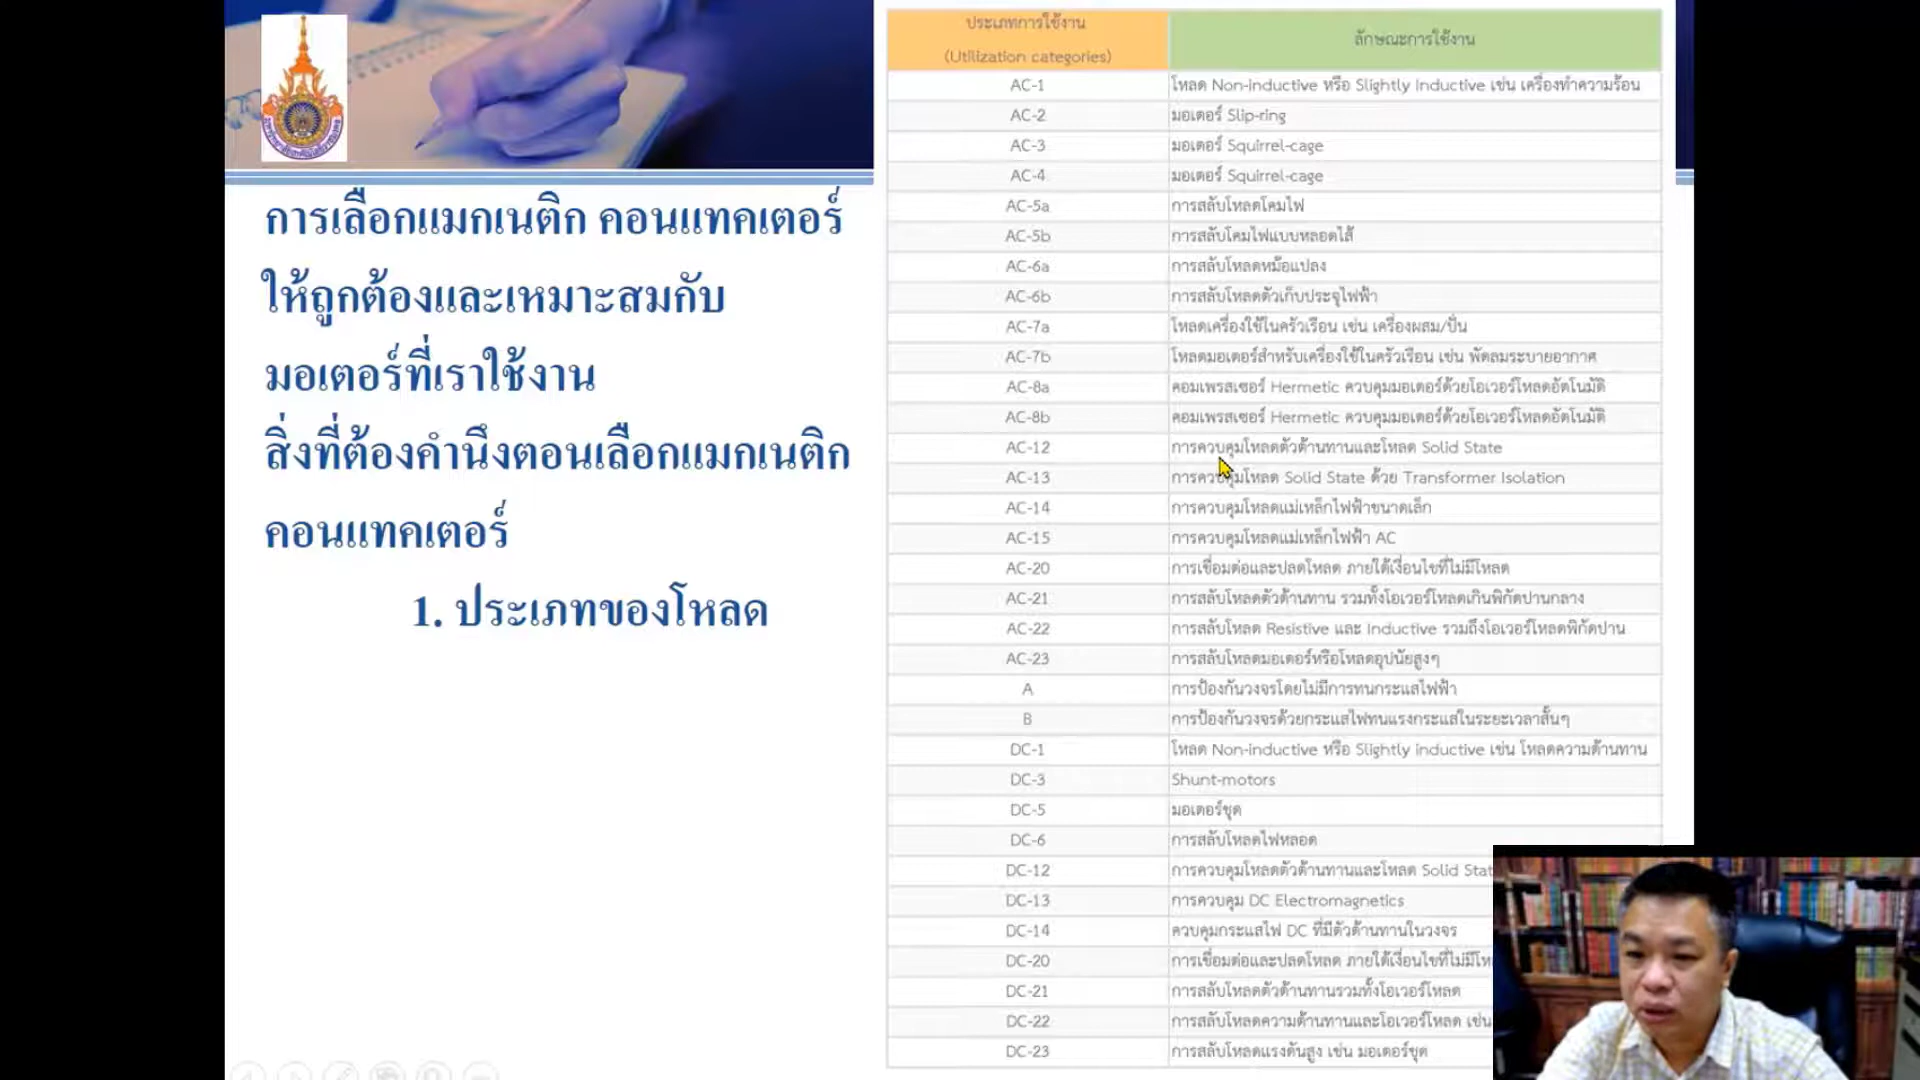 การเลือกแมกเนติก คอนแทคเตอร์
ให้ถูกต้องและเหมาะสมกับ
มอเตอร์ที่เราใช้งาน
สิ่งที่ต้องคำนึงตอนเลือกแมกเนติก
คอนแทคเตอร์
1. ประเภทของโหลด
ประเภทการใช้งาน
(Utilization categories)
ลักษณะการใช้งาน
AC-1 โหลด Non-inductive หรือ Slightly Inductive เช่น เครื่องทำความร้อน
AC-2 มอเตอร์ Slip-ring
AC-3 มอเตอร์ Squirrel-cage
AC-4 มอเตอร์ Squirrel-cage
AC-5a การสลับโหลดโคมไฟ
AC-5b การสลับโคมไฟแบบหลอดไส้
AC-6a การสลับโหลดหม้อแปลง
AC-6b การสลับโหลดตัวเก็บประจุไฟฟ้า
AC-7a โหลดเครื่องใช้ในครัวเรือน เช่น เครื่องผสม/ปั่น
AC-7b โหลดมอเตอร์สำหรับเครื่องใช้ในครัวเรือน เช่น พัดลมระบายอากาศ
AC-8a คอมเพรสเซอร์ Hermetic ควบคุมมอเตอร์ด้วยโอเวอร์โหลดอัตโนมัติ
AC-8b คอมเพรสเซอร์ Hermetic ควบคุมมอเตอร์ด้วยโอเวอร์โหลดอัตโนมัติ
AC-12 การควบคุมโหลดตัวต้านทานและโหลด Solid State
AC-13 การควบคุมโหลด Solid State ด้วย Transformer Isolation
AC-14 การควบคุมโหลดแม่เหล็กไฟฟ้าขนาดเล็ก
AC-15 การควบคุมโหลดแม่เหล็กไฟฟ้า AC
AC-20 การเชื่อมต่อและปลดโหลด ภายใต้เงื่อนไขที่ไม่มีโหลด
AC-21 การสลับโหลดตัวต้านทาน รวมทั้งโอเวอร์โหลดเกินพิกัดปานกลาง
AC-22 การสลับโหลด Resistive และ Inductive รวมถึงโอเวอร์โหลดพิกัดปาน
AC-23 การสลับโหลดมอเตอร์หรือโหลดอุปนัยสูงๆ
A การป้องกันวงจรโดยไม่มีการทนกระแสไฟฟ้า
B การป้องกันวงจรด้วยกระแสไฟทนแรงกระแสในระยะเวลาสั้นๆ
DC-1 โหลด Non-inductive หรือ Slightly inductive เช่น โหลดความต้านทาน
DC-3 Shunt-motors
DC-5 มอเตอร์ชุด
DC-6 การสลับโหลดไฟหลอด
DC-12 การควบคุมโหลดตัวต้านทานและโหลด Solid Stat
DC-13 การควบคุม DC Electromagnetics
DC-14 ควบคุมกระแสไฟ DC ที่มีตัวต้านทานในวงจร
DC-20 การเชื่อมต่อและปลดโหลด ภายใต้เงื่อนไขที่ไม่มีโห
DC-21 การสลับโหลดตัวต้านทานรวมทั้งโอเวอร์โหลด
DC-22 การสลับโหลดความต้านทานและโอเวอร์โหลด เช่น
DC-23 การสลับโหลดแรงดันสูง เช่น มอเตอร์ชุด